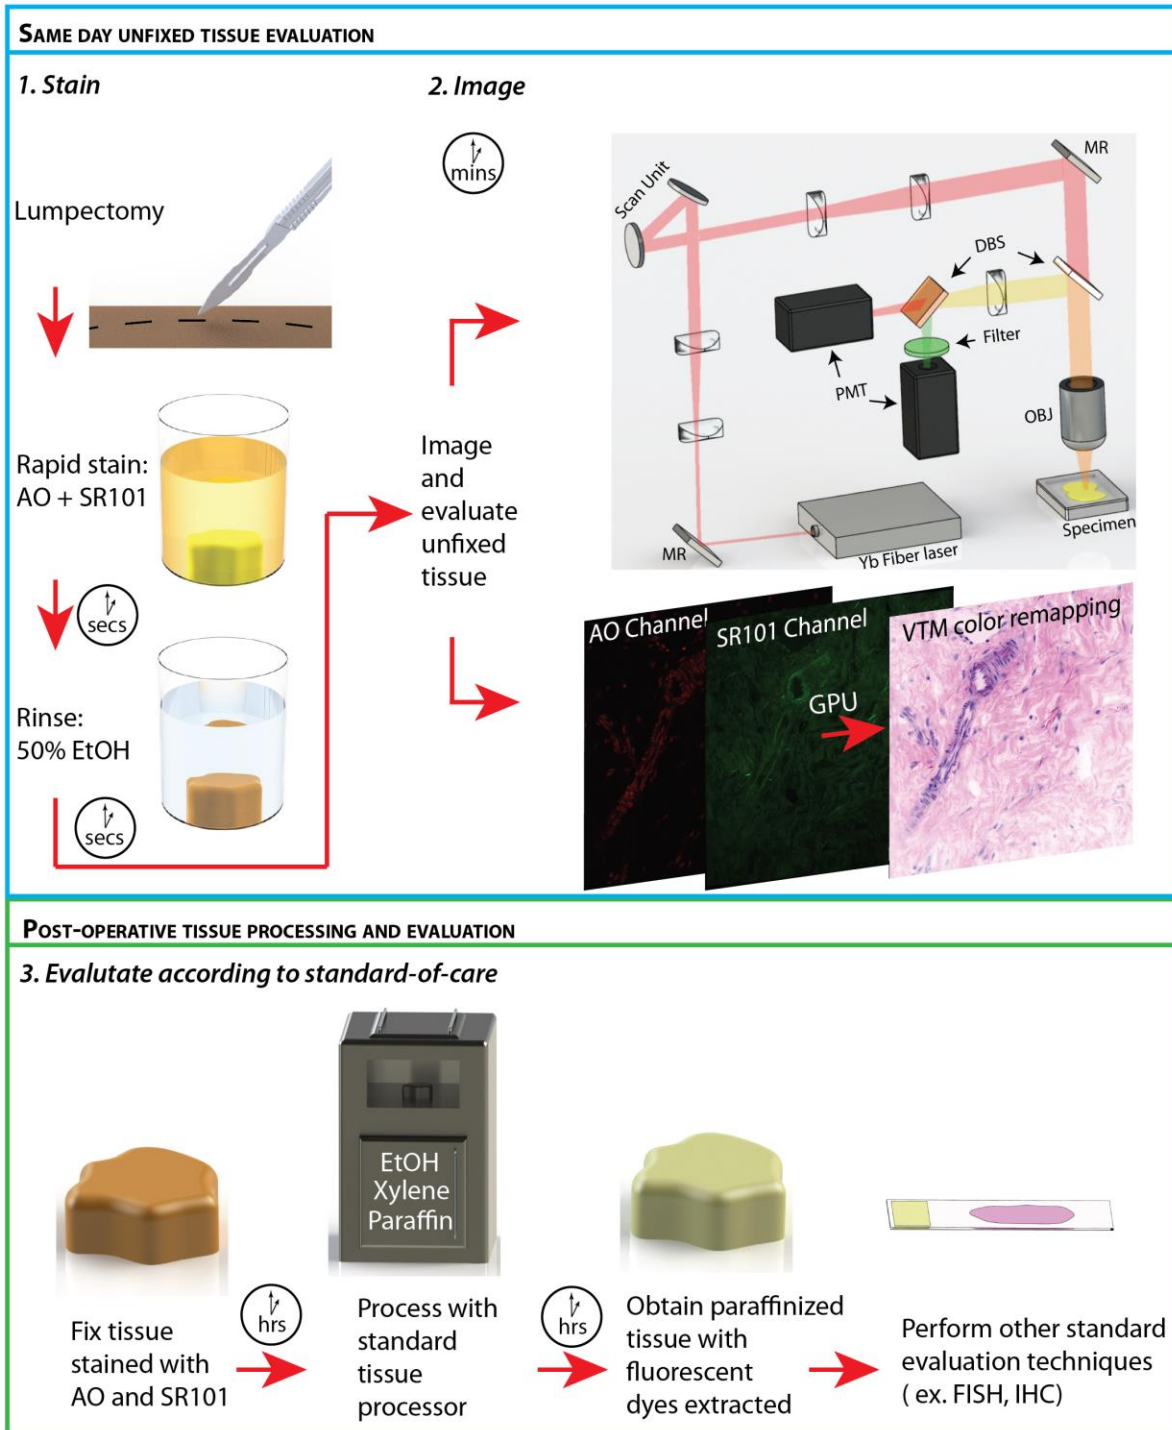 SAME DAY UNFIXED TISSUE EVALUATION
1. Stain
2. Image
mins
Lumpectomy
Rapid stain:
AO + SR101
secs
Rinse:
50% EtOH
secs
Image
and
evaluate
unfixed
tissue
Scan Unit
MR
DBS
Filter
PMT
OBJ
Specimen
MR
Yb Fiber laser
AO Channel
SR101 Channel
VTM color remapping
GPU
POST-OPERATIVE TISSUE PROCESSING AND EVALUATION
3. Evalutate according to standard-of-care
EtOH
Xylene
Paraffin
hrs
hrs
Fix tissue
stained with
AO and SR101
Process with
standard
tissue
processor
Obtain paraffinized
tissue with
fluorescent
dyes extracted
Perform other standard
evaluation techniques
( ex. FISH, IHC)